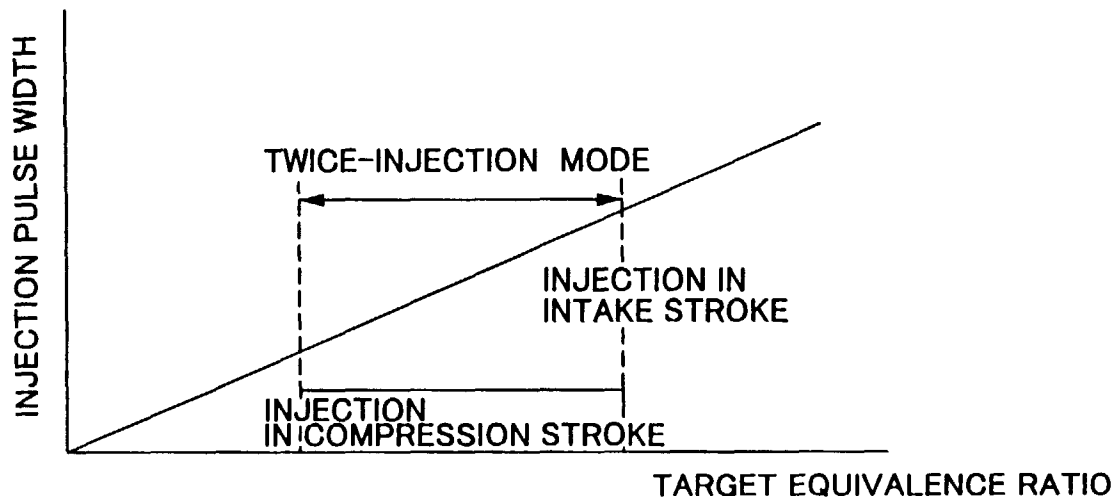 INJECTION PULSE WIDTH
TWICE-INJECTION MODE
INJECTION IN
INTAKE STROKE
INJECTION
IN COMPRESSION STROKE
TARGET EQUIVALENCE RATIO